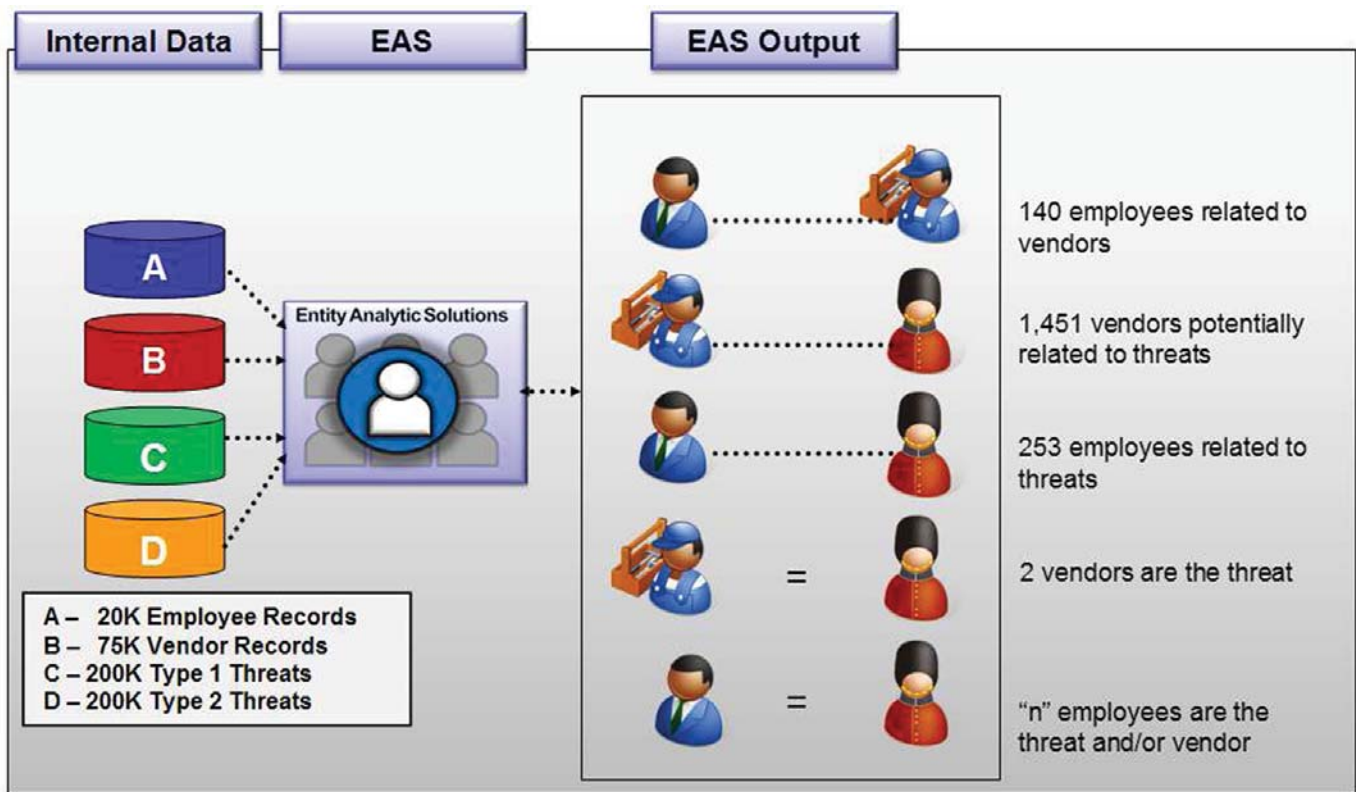 Internal Data
EAS
EAS Output
A
B
C
D
Entity Analytic Solutions
A – 20K Employee Records
B – 75K Vendor Records
C – 200K Type 1 Threats
D – 200K Type 2 Threats
140 employees related to
vendors
1,451 vendors potentially
related to threats
253 employees related to
threats
=
2 vendors are the threat
=
“n” employees are the
threat and/or vendor